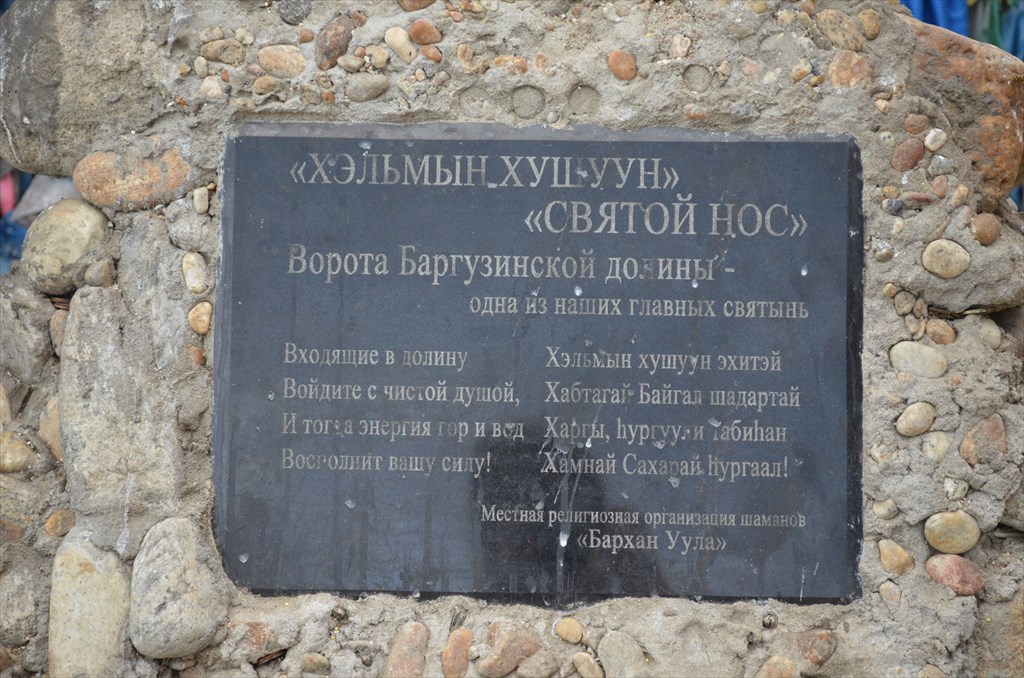 «ХЭЛЬМЫН ХУШУУН»
«СВЯТОЙ НОС»
Ворота Баргузинской долины -
одна из наших главных святынь
Входящие в долину
Войдите с чистой душой,
И тогда энергия гор и вод
Восполнит вашу силу!
Хэльмын хушуун эхитэй
Хабтагай Байгал шадартай
Харгы, һургуули табиһан
Хамнай Сахарай һургаал!
Местная религиозная организация шаманов
«Бархан Уула»